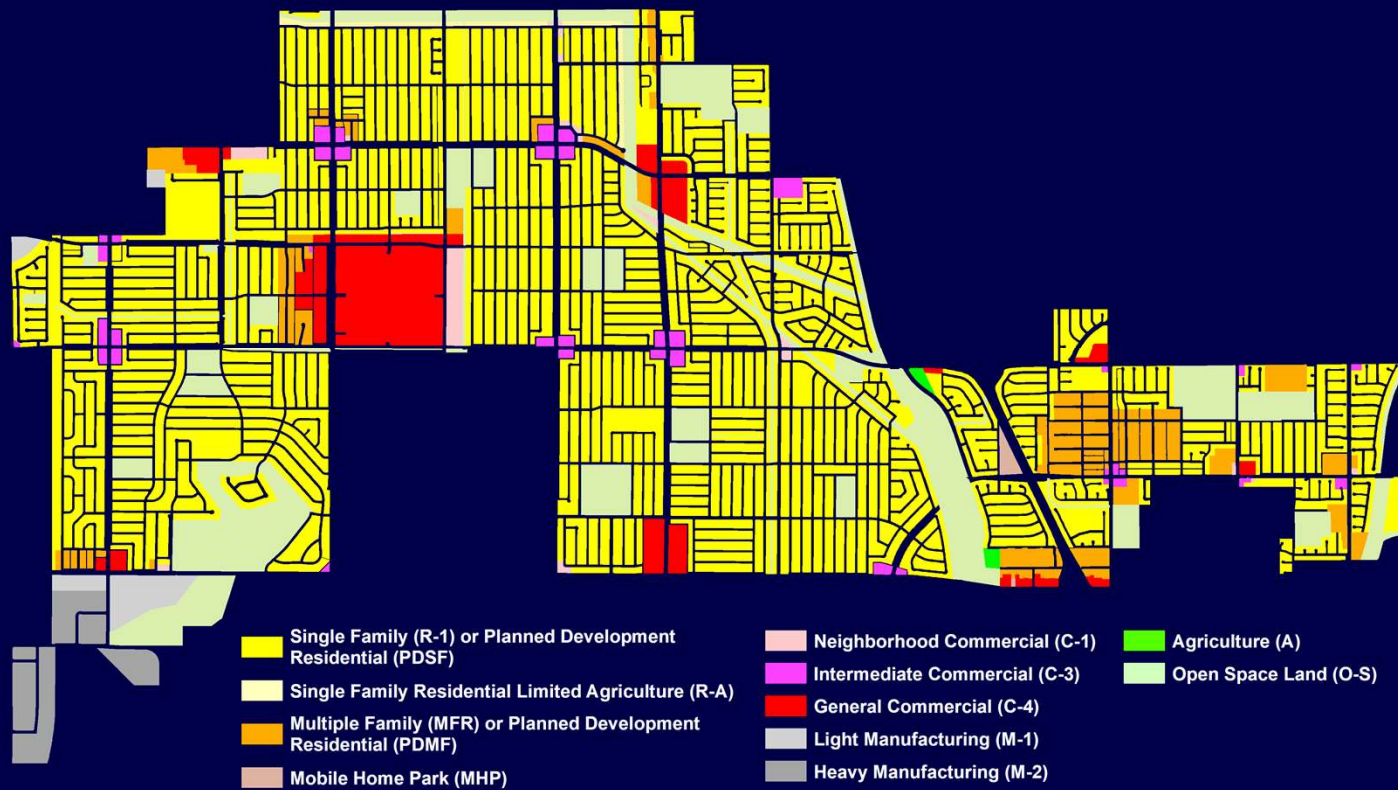 Single Family (R-1) or Planned Development
Residential (PDSF)
Single Family Residential Limited Agriculture (R-A)
Multiple Family (MFR) or Planned Development
Residential (PDMF)
Mobile Home Park (MHP)
Neighborhood Commercial (C-1)
Intermediate Commercial (C-3)
General Commercial (C-4)
Light Manufacturing (M-1)
Heavy Manufacturing (M-2)
Agriculture (A)
Open Space Land (O-S)